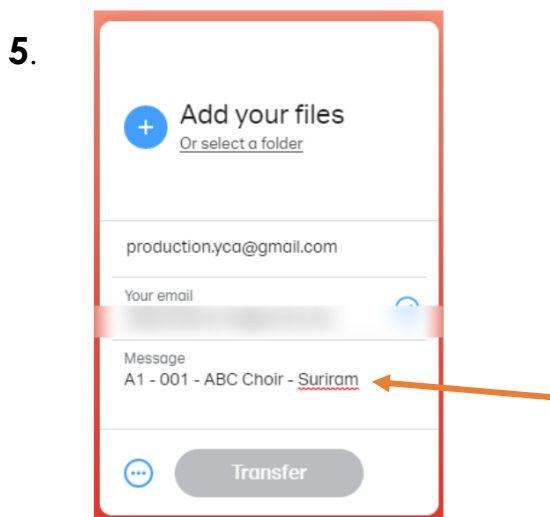 5.
Add your files
Or select a folder
production.yca@gmail.com
Your email
Message
A1 - 001 - ABC Choir - Suriram
Transfer